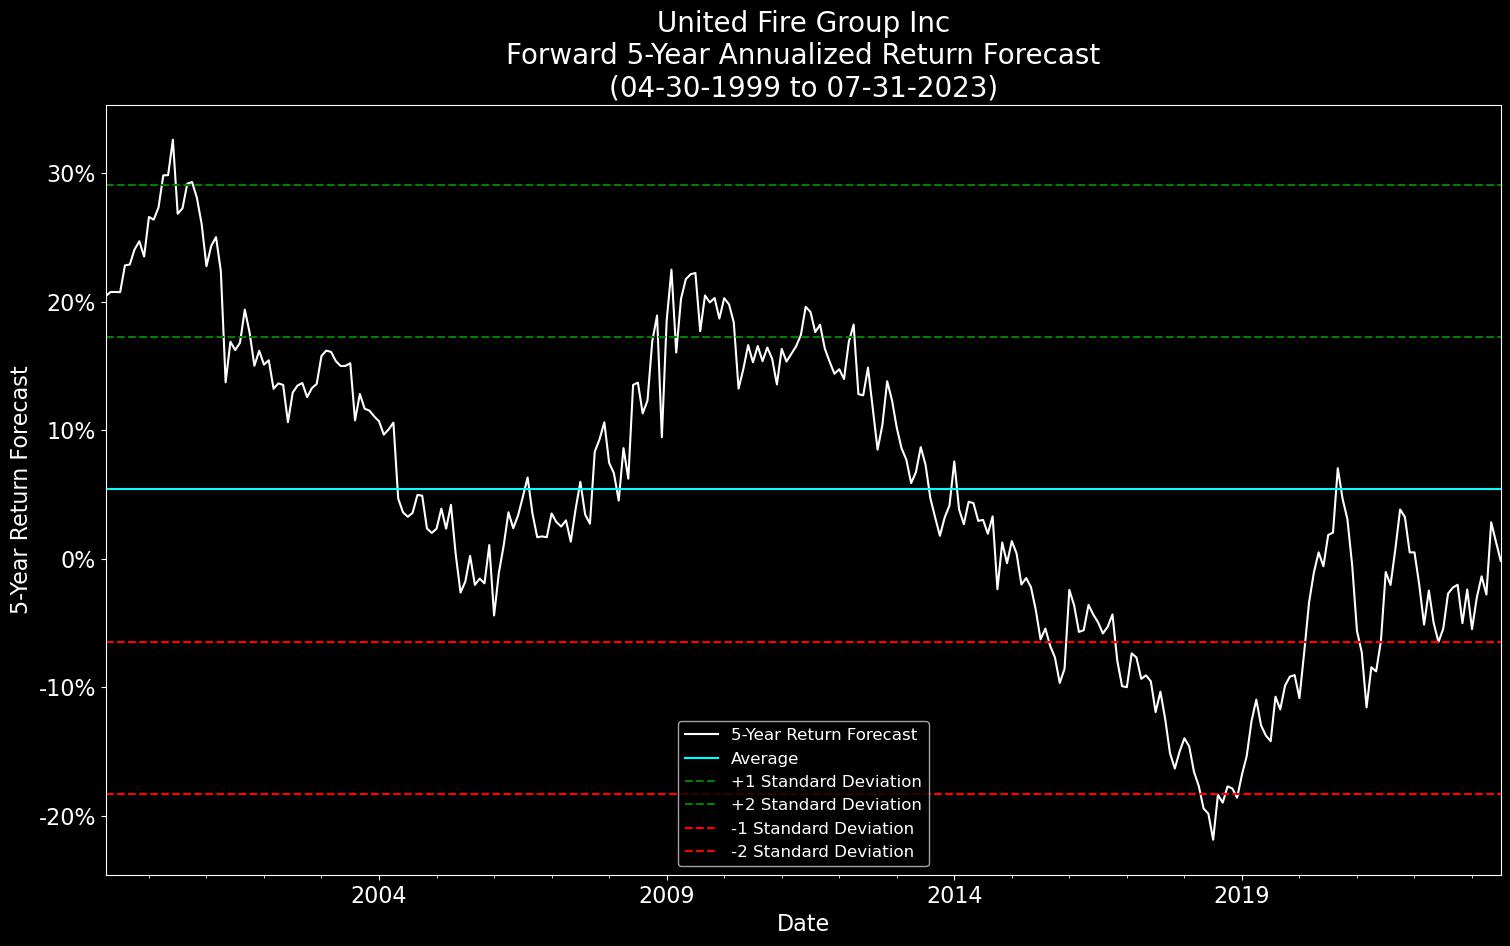 United Fire Group Inc
Forward 5-Year Annualized Return Forecast
(04-30-1999 to 07-31-2023)
5-Year Return Forecast
30%
20%
10%
0%
-10%
-20%
5-Year Return Forecast
Average
+1 Standard Deviation
+2 Standard Deviation
-1 Standard Deviation
-2 Standard Deviation
2004
2009
2014
2019
Date